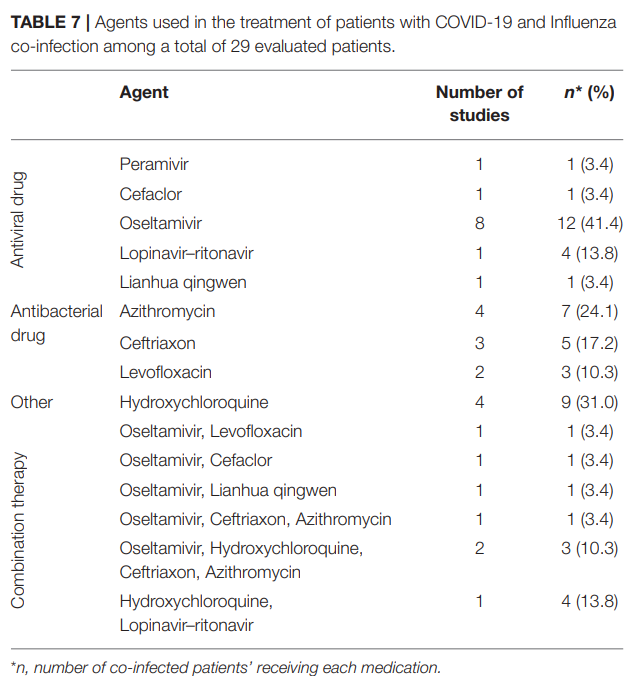 TABLE 7 | Agents used in the treatment of patients with COVID-19 and Influenza
co-infection among a total of 29 evaluated patients.
Agent Number of studies n* (%)
Antiviral drug
Peramivir 1 1 (3.4)
Cefaclor 1 1 (3.4)
Oseltamivir 8 12 (41.4)
Lopinavir–ritonavir 1 4 (13.8)
Lianhua qingwen 1 1 (3.4)
Antibacterial drug
Azithromycin 4 7 (24.1)
Ceftriaxon 3 5 (17.2)
Levofloxacin 2 3 (10.3)
Other Hydroxychloroquine 4 9 (31.0)
Combination therapy
Oseltamivir, Levofloxacin 1 1 (3.4)
Oseltamivir, Cefaclor 1 1 (3.4)
Oseltamivir, Lianhua qingwen 1 1 (3.4)
Oseltamivir, Ceftriaxon, Azithromycin 1 1 (3.4)
Oseltamivir, Hydroxychloroquine, 2 3 (10.3)
Ceftriaxon, Azithromycin
Hydroxychloroquine, 1 4 (13.8)
Lopinavir–ritonavir
*n, number of co-infected patients’ receiving each medication.